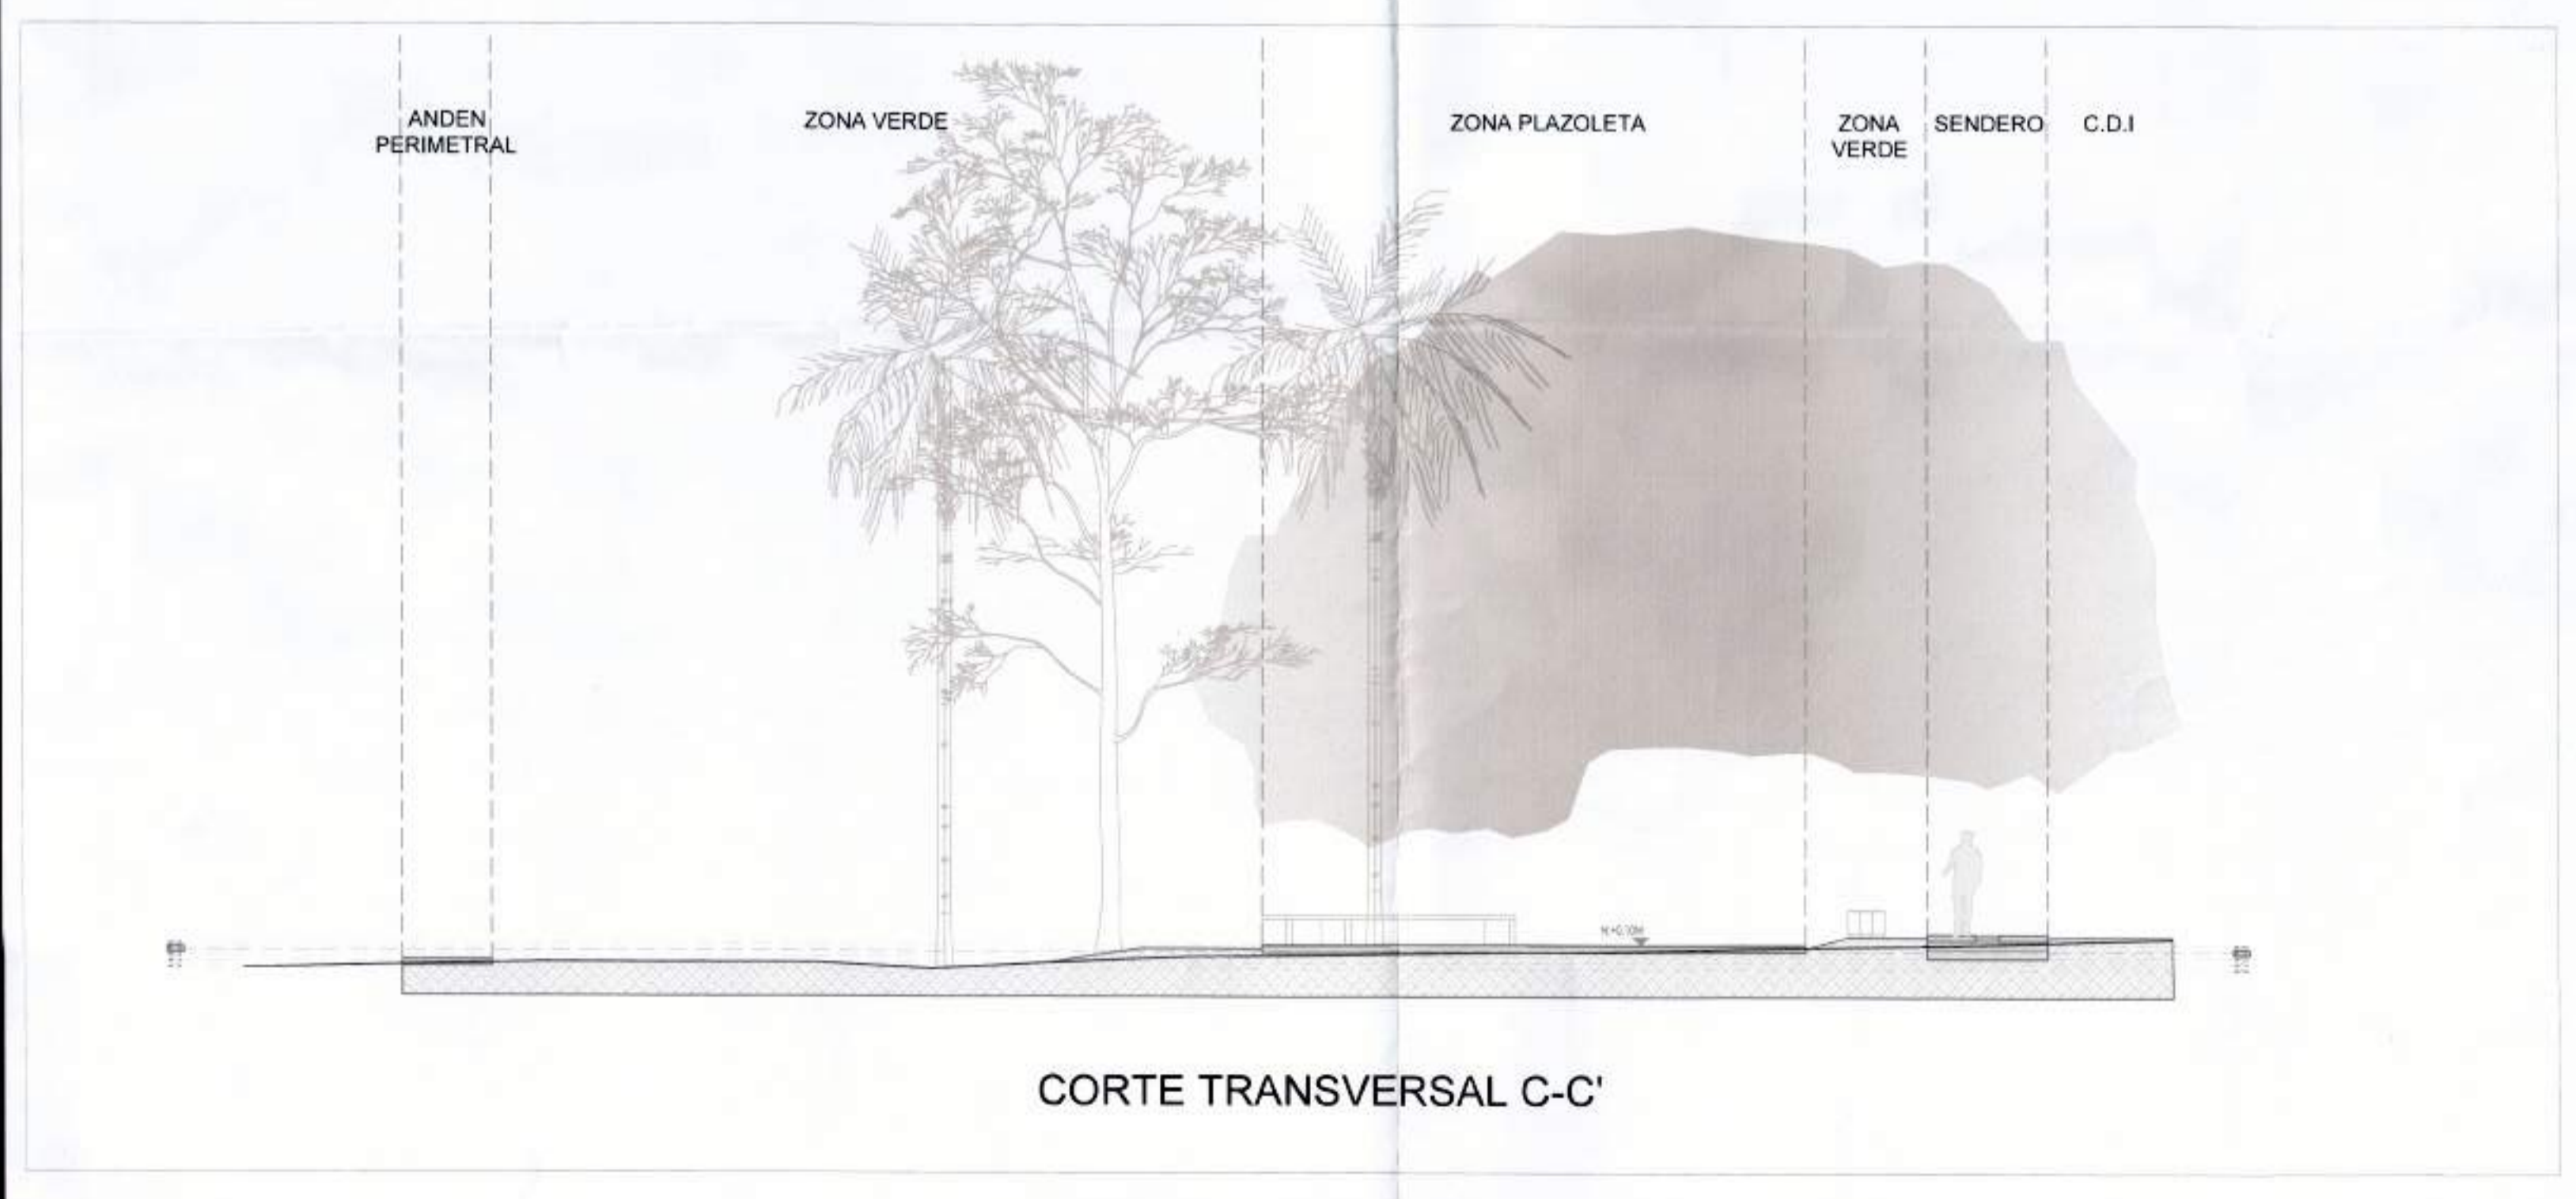 ANDEN
PERIMETRAL
ZONA VERDE
ZONA PLAZOLETA
ZONA
VERDE
SENDERO
C.D.I
CORTE TRANSVERSAL C-C'